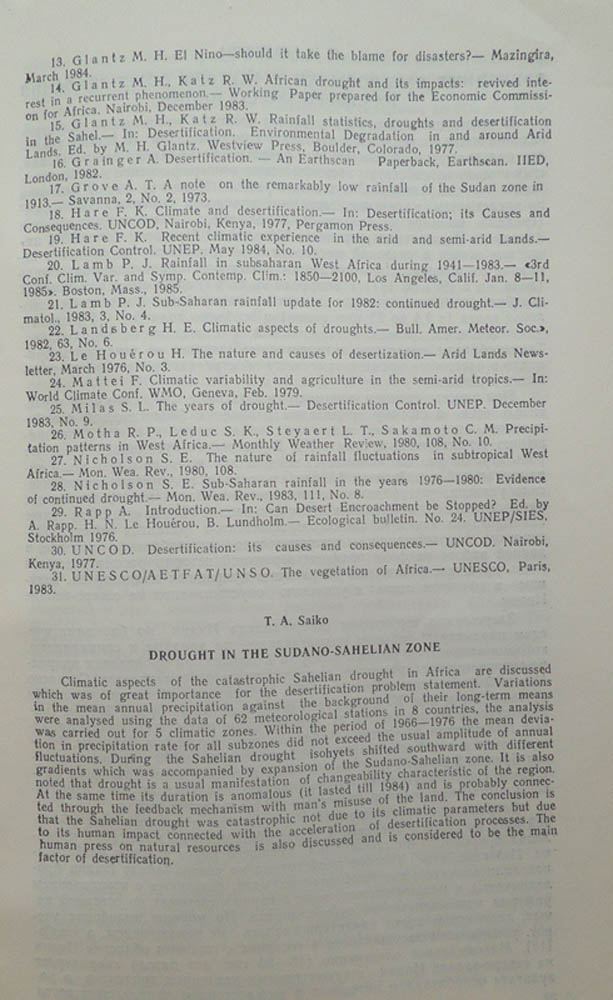 13. Glantz M. H. El Nino—should it take the blame for disasters?— Mazingira,
March 1984.
14. Glantz M. H., Katz R. W. African drought and its impacts: revived inte-
rest in a recurrent phenomenon.— Working Paper prepared for the Economic Commissi-
on for Africa. Nairobi, December 1983.
15. Glantz M. H., Katz R. W. Rainfall statistics, droughts and desertification
in the Sahel.— In: Desertification. Environmental Degradation in and around Arid
Lands. Ed. by M. H. Glantz. Westview Press, Boulder, Colorado, 1977.
16. Grainger A. Desertification. — An Earthscan Paperback, Earthscan. IIED,
London, 1982.
17. Grove A. T. A note on the remarkably low rainfall of the Sudan zone in
1913.— Savanna, 2, No. 2, 1973.
18. Hare F. K. Climate and desertification.— In: Desertification; its Causes and
Consequences. UNCOD, Nairobi, Kenya, 1977, Pergamon Press.
19. Hare F. K. Recent climatic experience in the arid and semi-arid Lands.—
Desertification Control. UNEP, May 1984, No. 10.
20. Lamb P. J. Rainfall in subsaharan West Africa during 1941—1983.— «3rd
Conf. Clim. Var. and Symp. Contemp. Clim.: 1850—2100, Los Angeles, Calif. Jan. 8—11,
1985». Boston, Mass., 1985.
21. Lamb P. J. Sub-Saharan rainfall update for 1982: continued drought.— J. Cli-
matol., 1983, 3, No. 4.
22. Landsberg H. E. Climatic aspects of droughts.— Bull. Amer. Meteor. Soc.»,
1982, 63, No. 6.
23. Le Houêrou H. The nature and causes of desertization.— Arid Lands News-
letter, March 1976, No. 3.
24. Mattei F. Climatic variability and agriculture in the semi-arid tropics.— In:
World Climate Conf. WMO, Geneva, Feb. 1979.
25. Milas S. L. The years of drought.— Desertification Control. UNEP. December
1983, No. 9.
26. Motha R. P., Leduc S. K., Steyaert L. T., Sakamoto C. M. Precipi-
tation patterns in West Africa.— Monthly Weather Review, 1980, 108, No. 10.
27. Nicholson S. E. The nature of rainfall fluctuations in subtropical West
Africa.— Mon. Wea. Rev., 1980, 108.
28. Nicholson S. E. Sub-Saharan rainfall in the years 1976—1980: Evidence
of continued drought.— Mon. Wea. Rev., 1983, 111, No. 8.
29. Rapp A. Introduction.— In: Can Desert Encroachment be Stopped? Ed. by
A. Rapp. H. N. Le Houêrou, B. Lundholm.— Ecological bulletin. No. 24. UNEP/SIES,
Stockholm 1976.
30. UNCOD. Desertification: its causes and consequences.— UNCOD. Nairobi,
Kenya, 1977.
31. UNESCO/AETFAT/UNSO. The vegetation of Africa.— UNESCO, Paris,
1983.
T. A. Saiko
DROUGHT IN THE SUDANO-SAHELIAN ZONE
Climatic aspects of the catastrophic Sahelian drought in Africa are discussed
which was of great importance for the desertification problem statement. Variations
in the mean annual precipitation against the background of their long-term means
were analysed using the data of 62 meteorological stations in 8 countries, the analysis
was carried out for 5 climatic zones. Within the period of 1966—1976 the mean devia-
tion in precipitation rate for all subzones did not exceed the usual amplitude of annual
fluctuations. During the Sahelian drought isohyets shifted southward with different
gradients which was accompanied by expansion of the Sudano-Sahelian zone. It is also
noted that drought is a usual manifestation of changeability characteristic of the region.
At the same time its duration is anomalous (it lasted till 1984) and is probably connec-
ted through the feedback mechanism with man's misuse of the land. The conclusion is
that the Sahelian drought was catastrophic not due to its climatic parameters but due
to its human impact connected with the acceleration of desertification processes. The
human press on natural resources is also discussed and is considered to be the main
factor of desertification.